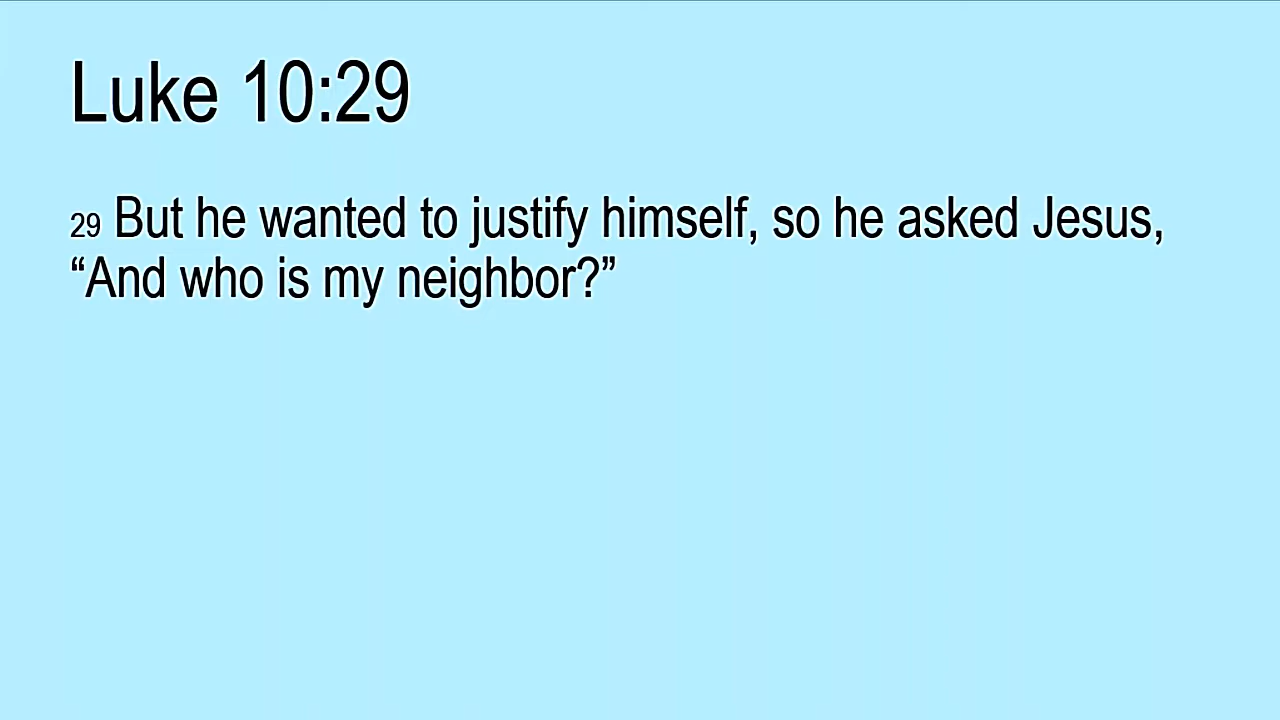 Luke 10:29
29 But he wanted to justify himself, so he asked Jesus,
“And who is my neighbor?”